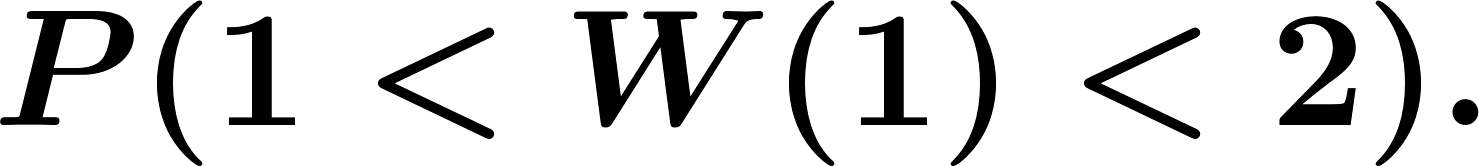 P(1 < W(1) < 2).